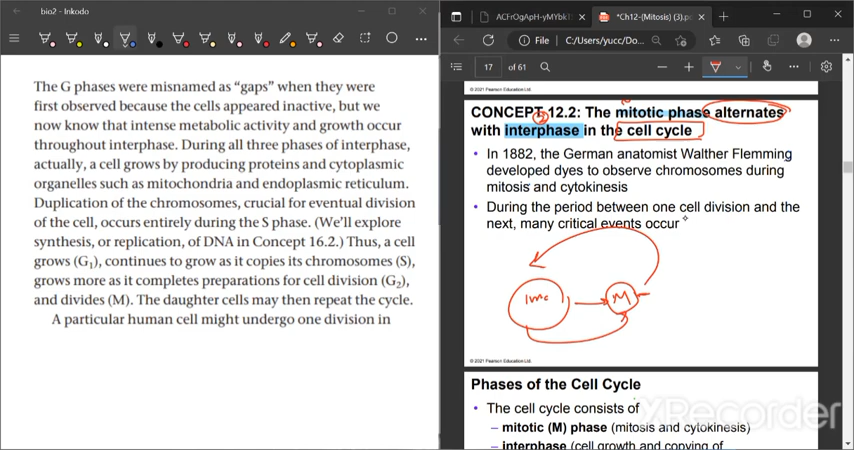 bio2 - Inkodo
ACFrOgApH-yMYbkT
*Ch12-(Mitosis) (3).pdf
File
C:/Users/yucc/Do...
17 of 61
The G phases were misnamed as “gaps” when they were
first observed because the cells appeared inactive, but we
now know that intense metabolic activity and growth occur
throughout interphase. During all three phases of interphase,
actually, a cell grows by producing proteins and cytoplasmic
organelles such as mitochondria and endoplasmic reticulum.
Duplication of the chromosomes, crucial for eventual division
of the cell, occurs entirely during the S phase. (We’ll explore
synthesis, or replication, of DNA in Concept 16.2.) Thus, a cell
grows (G₁), continues to grow as it copies its chromosomes (S),
grows more as it completes preparations for cell division (G₂),
and divides (M). The daughter cells may then repeat the cycle.
A particular human cell might undergo one division in
© 2021 Pearson Education Ltd.
CONCEPT 12.2: The mitotic phase alternates
with interphase in the cell cycle
• In 1882, the German anatomist Walther Flemming
developed dyes to observe chromosomes during
mitosis and cytokinesis
• During the period between one cell division and the
next, many critical events occur
M
© 2021 Pearson Education Ltd.
Phases of the Cell Cycle
• The cell cycle consists of
– mitotic (M) phase (mitosis and cytokinesis)
– interphase (cell growth and copying of
XRecorder